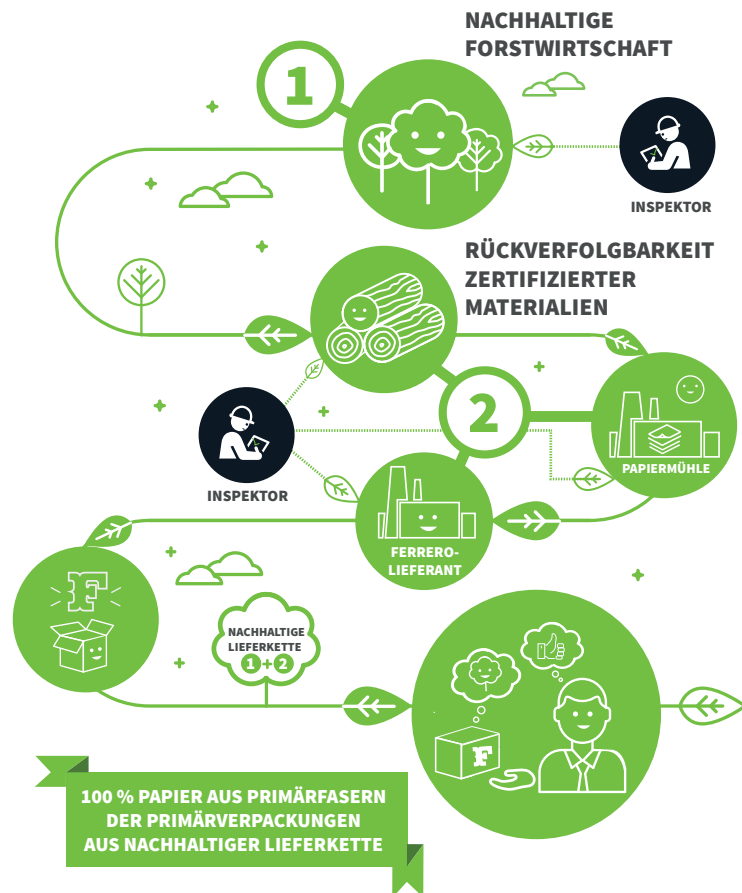 NACHHALTIGE
FORSTWIRTSCHAFT
1
INSPEKTOR
RÜCKVERFOLGBARKEIT
ZERTIFIZIERTER
MATERIALIEN
2
PAPIERMÜHLE
INSPEKTOR
FERRERO-
LIEFERANT
F
NACHHALTIGE
LIEFERKETTE
1 + 2
F
100 % PAPIER AUS PRIMÄRFASERN
DER PRIMÄRVERPACKUNGEN
AUS NACHHALTIGER LIEFERKETTE